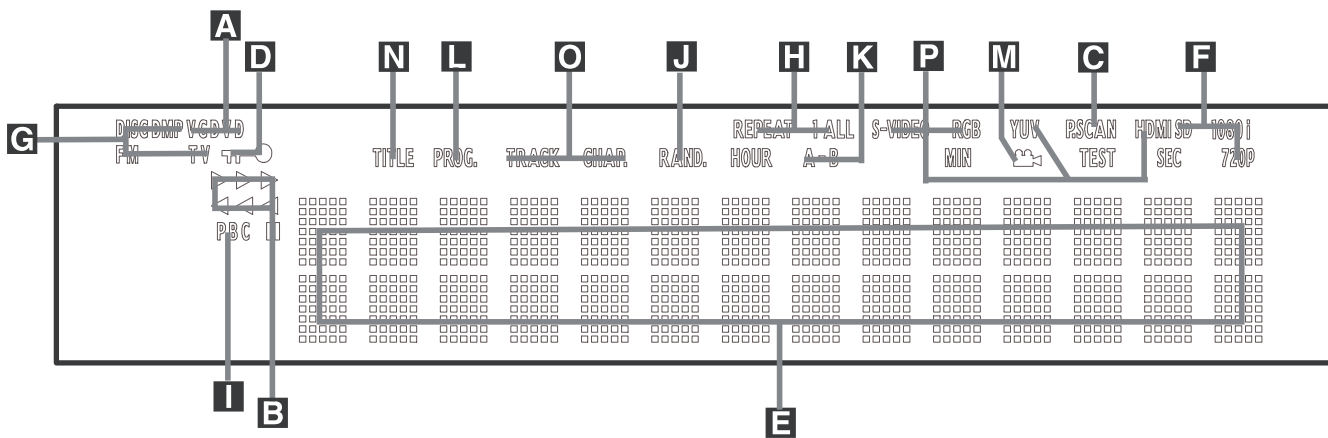 A D N L O J H K P M C F
G DISC DMP VCD DVD REPEAT 1 ALL S-VIDEO RGB YUV P.SCAN HDMI SD 1080i
FM TV TITLE PROG. TRACK CHAP. RAND. HOUR A-B MIN TEST SEC 720P
PBC
I B E